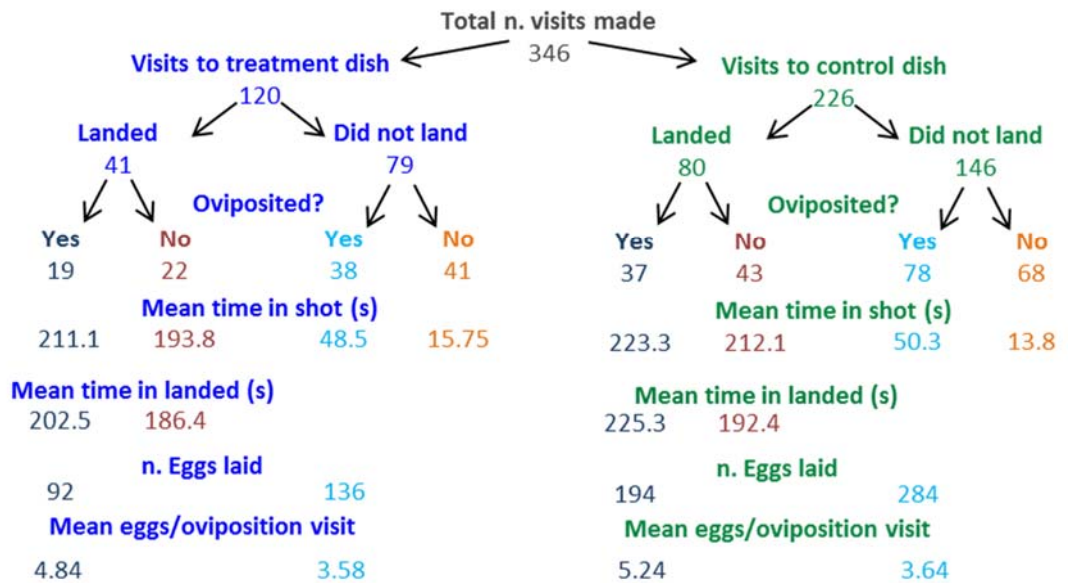 Total n. visits made
346
Visits to treatment dish
120
Landed
41
Did not land
79
Oviposited?
Yes No Yes No
19 22 38 41
Mean time in shot (s)
211.1 193.8 48.5 15.75
Mean time in landed (s)
202.5 186.4
n. Eggs laid
92 136
Mean eggs/oviposition visit
4.84 3.58
Visits to control dish
226
Landed
80
Did not land
146
Oviposited?
Yes No Yes No
37 43 78 68
Mean time in shot (s)
223.3 212.1 50.3 13.8
Mean time in landed (s)
225.3 192.4
n. Eggs laid
194 284
Mean eggs/oviposition visit
5.24 3.64